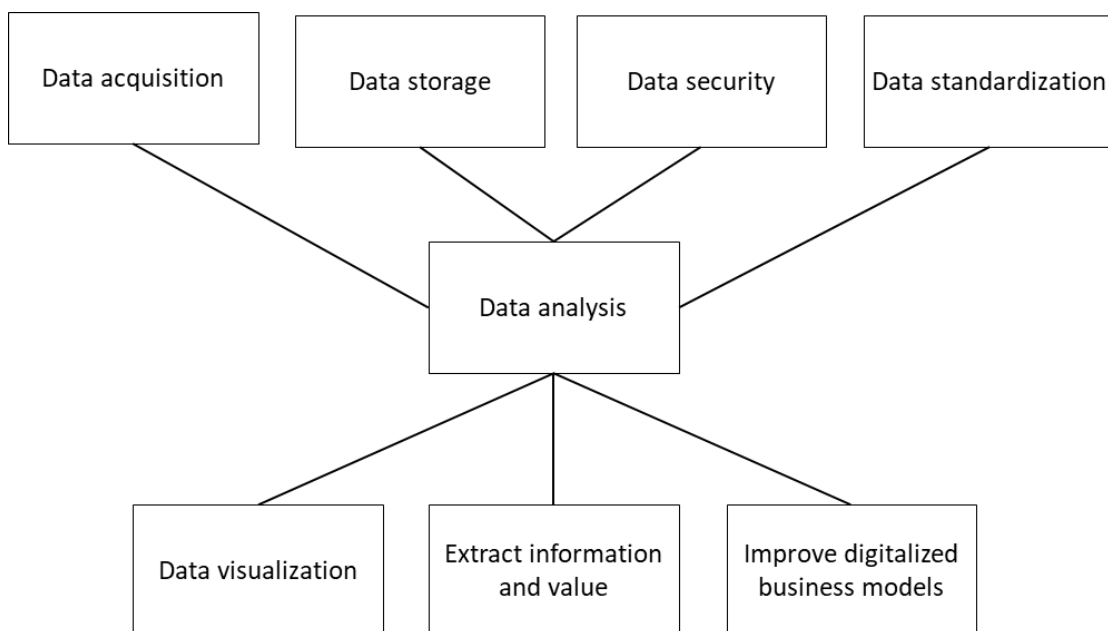 Data acquisition
Data storage
Data security
Data standardization
Data analysis
Data visualization
Extract information
and value
Improve digitalized
business models